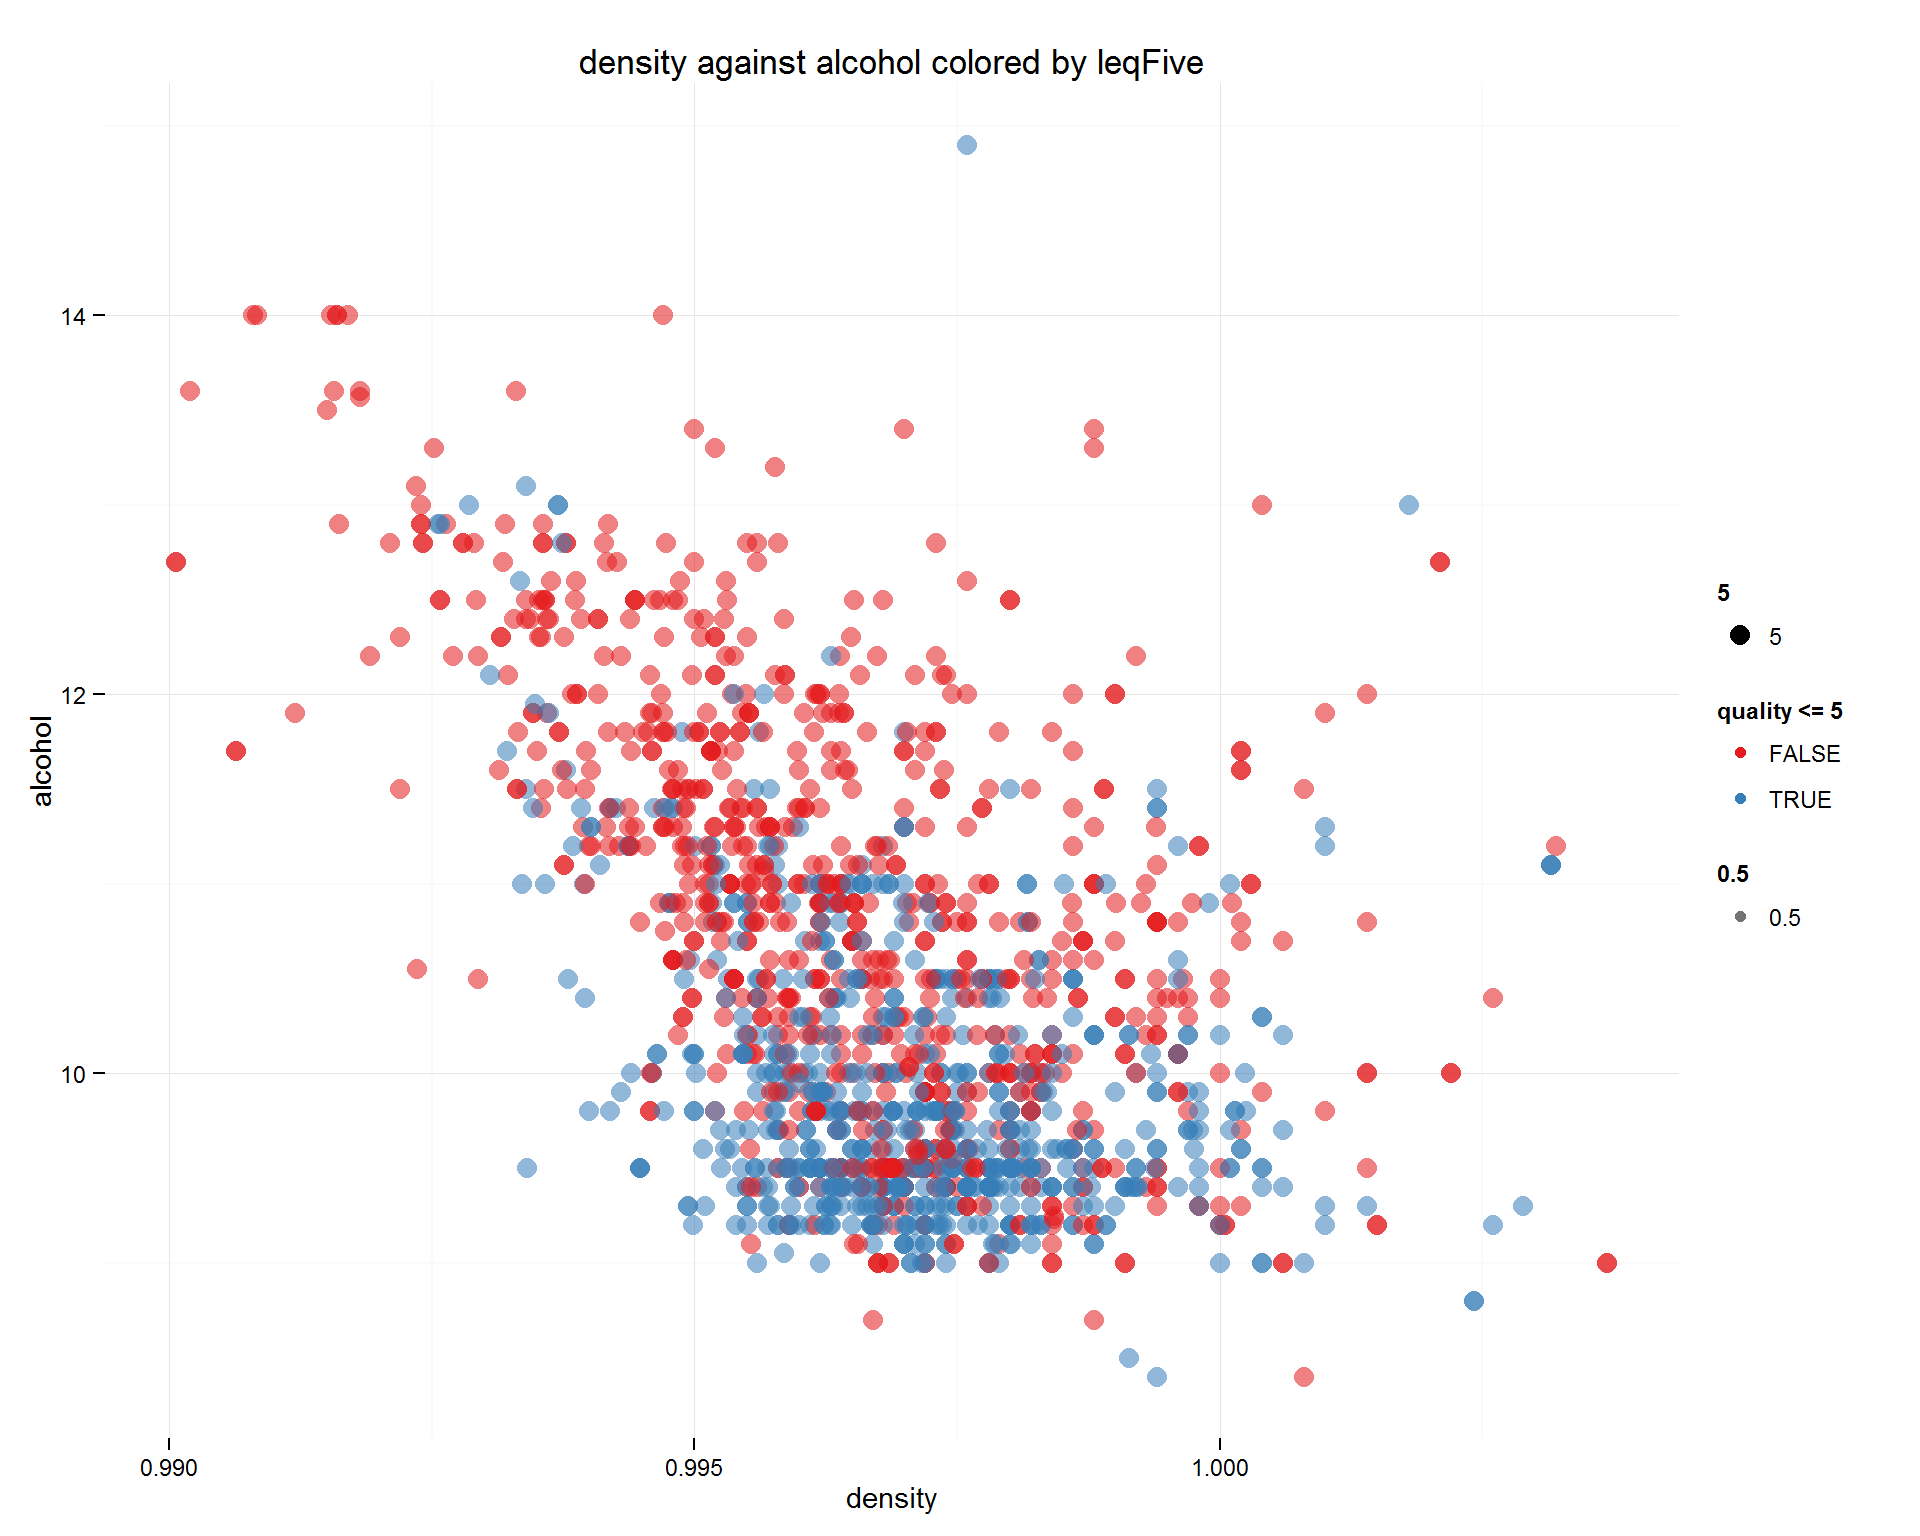 density against alcohol colored by leqFive
14
12
10
alcohol
0.990
0.995
1.000
density
5
5
quality <= 5
FALSE
TRUE
0.5
0.5